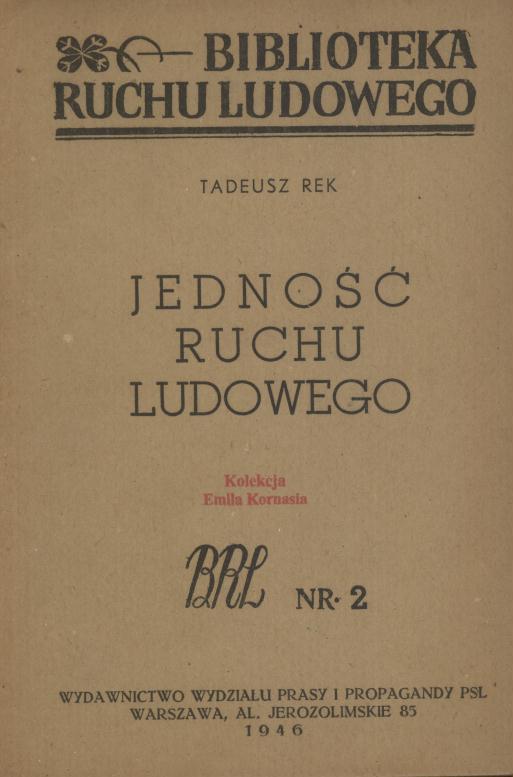 BIBLIOTEKA
RUCHU LUDOWEGO
TADEUSZ REK
JEDNOŚĆ
RUCHU
LUDOWEGO
Kolekcja
Emila Kornasia
BRL NR. 2
WYDAWNICTWO WYDZIAŁU PRASY I PROPAGANDY PSL
WARSZAWA, AL. JEROZOLIMSKIE 85
1946